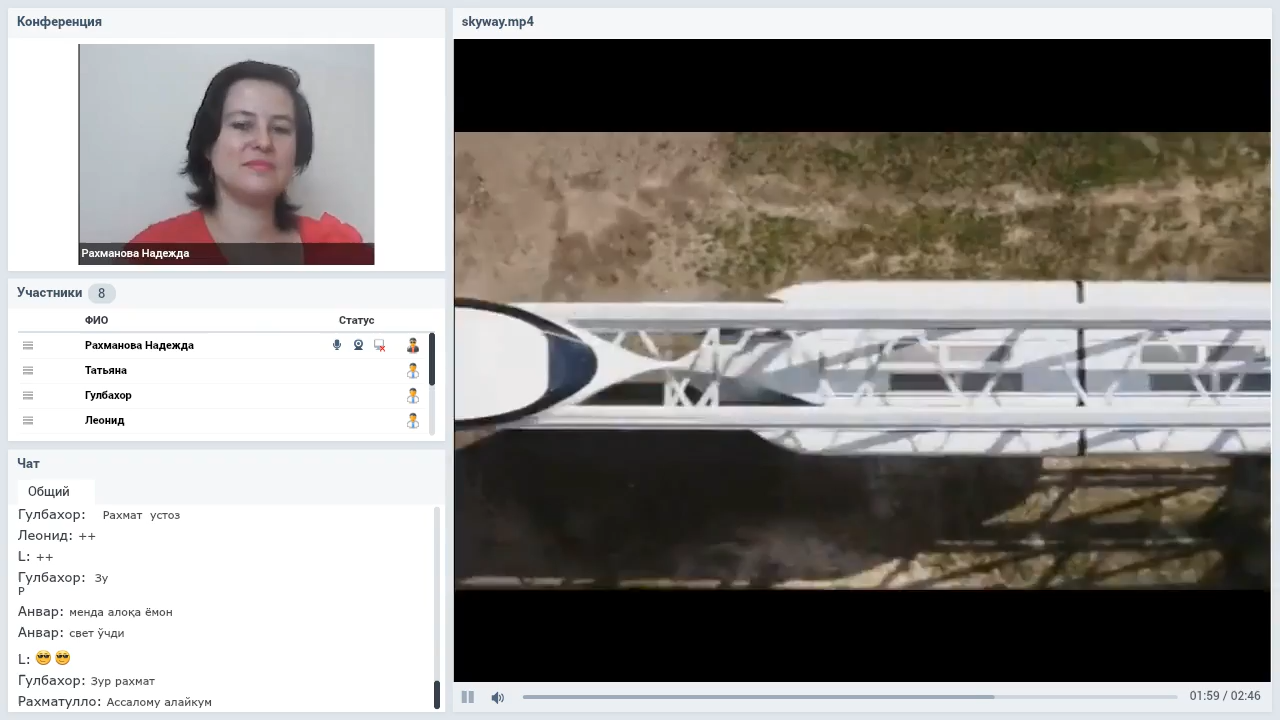 Конференция
Рахманова Надежда
Участники 8
ФИО Статус
Рахманова Надежда
Татьяна
Гулбахор
Леонид
Чат
Общий
Гулбахор: Рахмат устоз
Леонид: ++
L: ++
Гулбахор: Зу
Р
Анвар: менда алоқа ёмон
Анвар: свет ўчди
L:
Гулбахор: Зур рахмат
Рахматулло: Ассалому алайкум
skyway.mp4
01:59 / 02:46